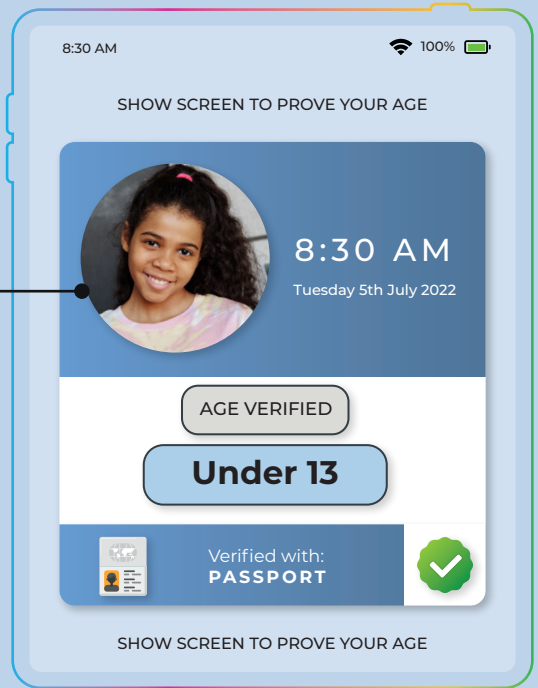 8:30 AM 100%
SHOW SCREEN TO PROVE YOUR AGE
8:30 AM
Tuesday 5th July 2022
AGE VERIFIED
Under 13
Verified with:
PASSPORT
SHOW SCREEN TO PROVE YOUR AGE